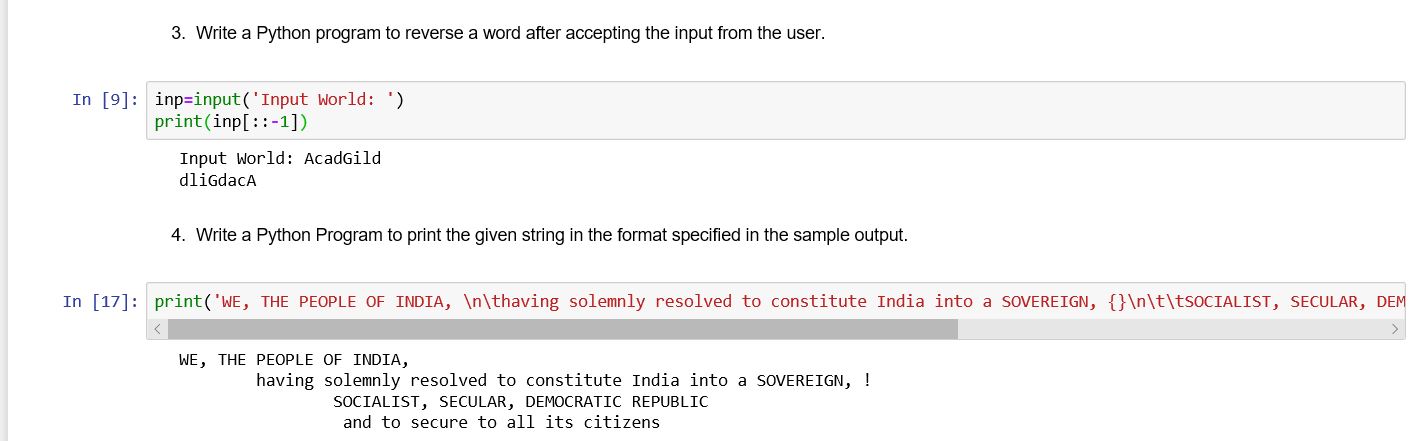 3. Write a Python program to reverse a word after accepting the input from the user.
In [9]: inp=input('Input World: ')
print(inp[::-1])
Input World: AcadGild
dliGdacA
4. Write a Python Program to print the given string in the format specified in the sample output.
In [17]: print('WE, THE PEOPLE OF INDIA, \n\thaving solemnly resolved to constitute India into a SOVEREIGN, {}\n\t\tSOCIALIST, SECULAR, DEM
WE, THE PEOPLE OF INDIA,
having solemnly resolved to constitute India into a SOVEREIGN, !
SOCIALIST, SECULAR, DEMOCRATIC REPUBLIC
and to secure to all its citizens